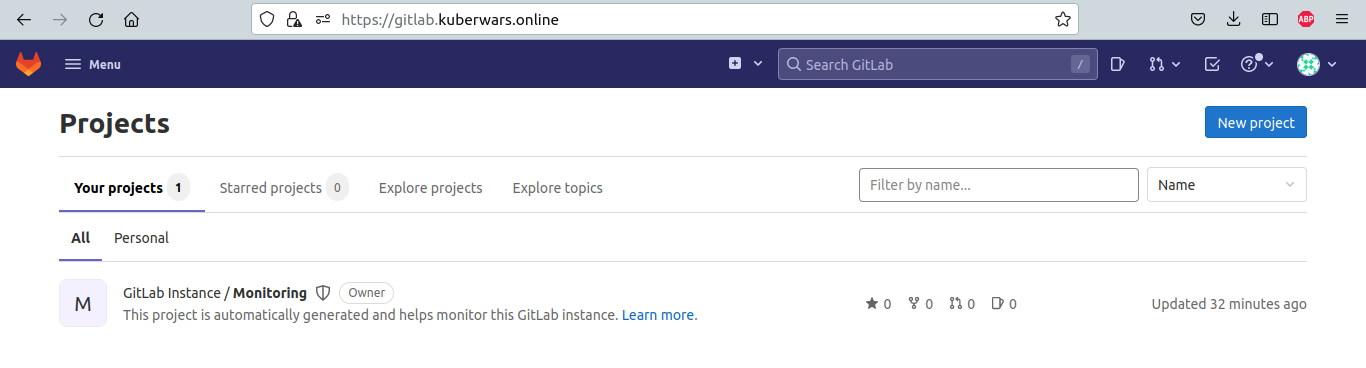 https://gitlab.kuberwars.online
ABP
Menu
Search GitLab
/
Projects
New project
Your projects 1
Starred projects 0
Explore projects
Explore topics
Filter by name...
Name
All
Personal
M
GitLab Instance / Monitoring
Owner
This project is automatically generated and helps monitor this GitLab instance. Learn more.
0
0
0
0
Updated 32 minutes ago